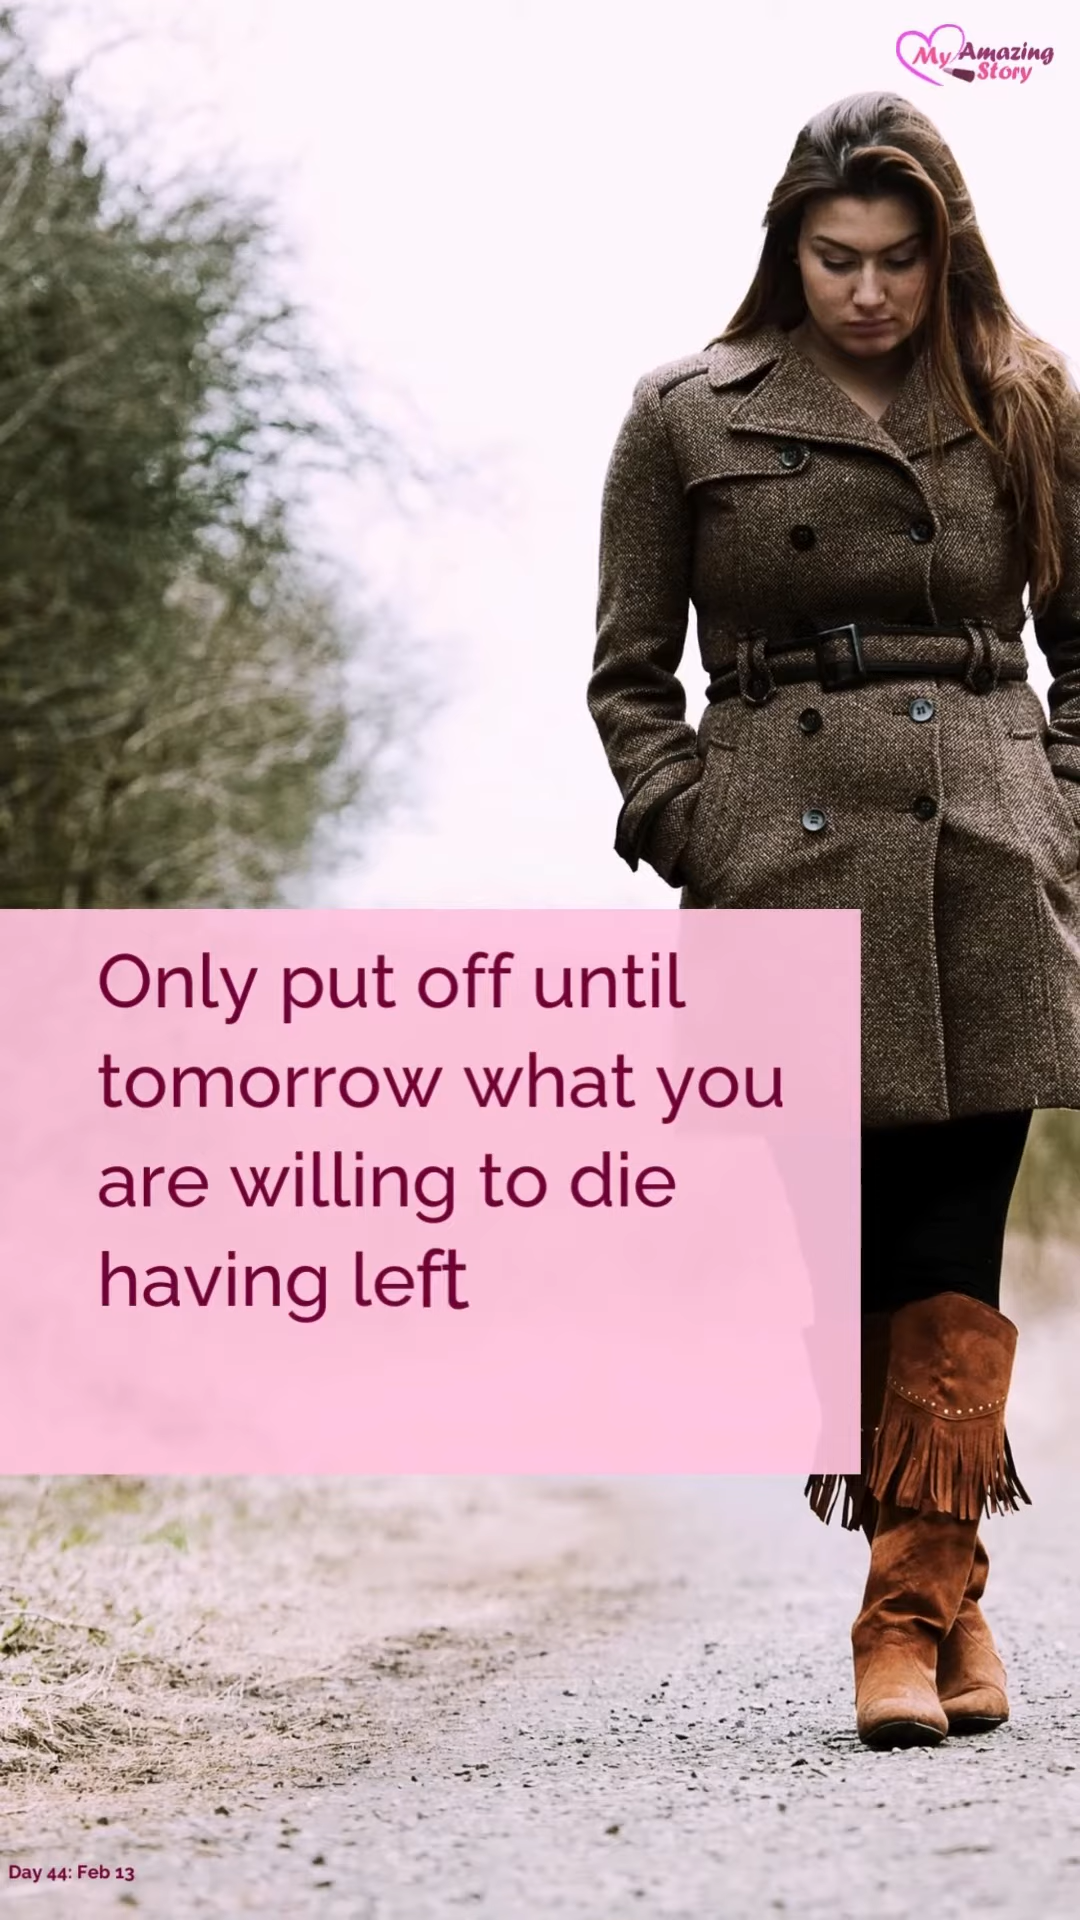 My Amazing
Story
Only put off until
tomorrow what you
are willing to die
having left
Day 44: Feb 13